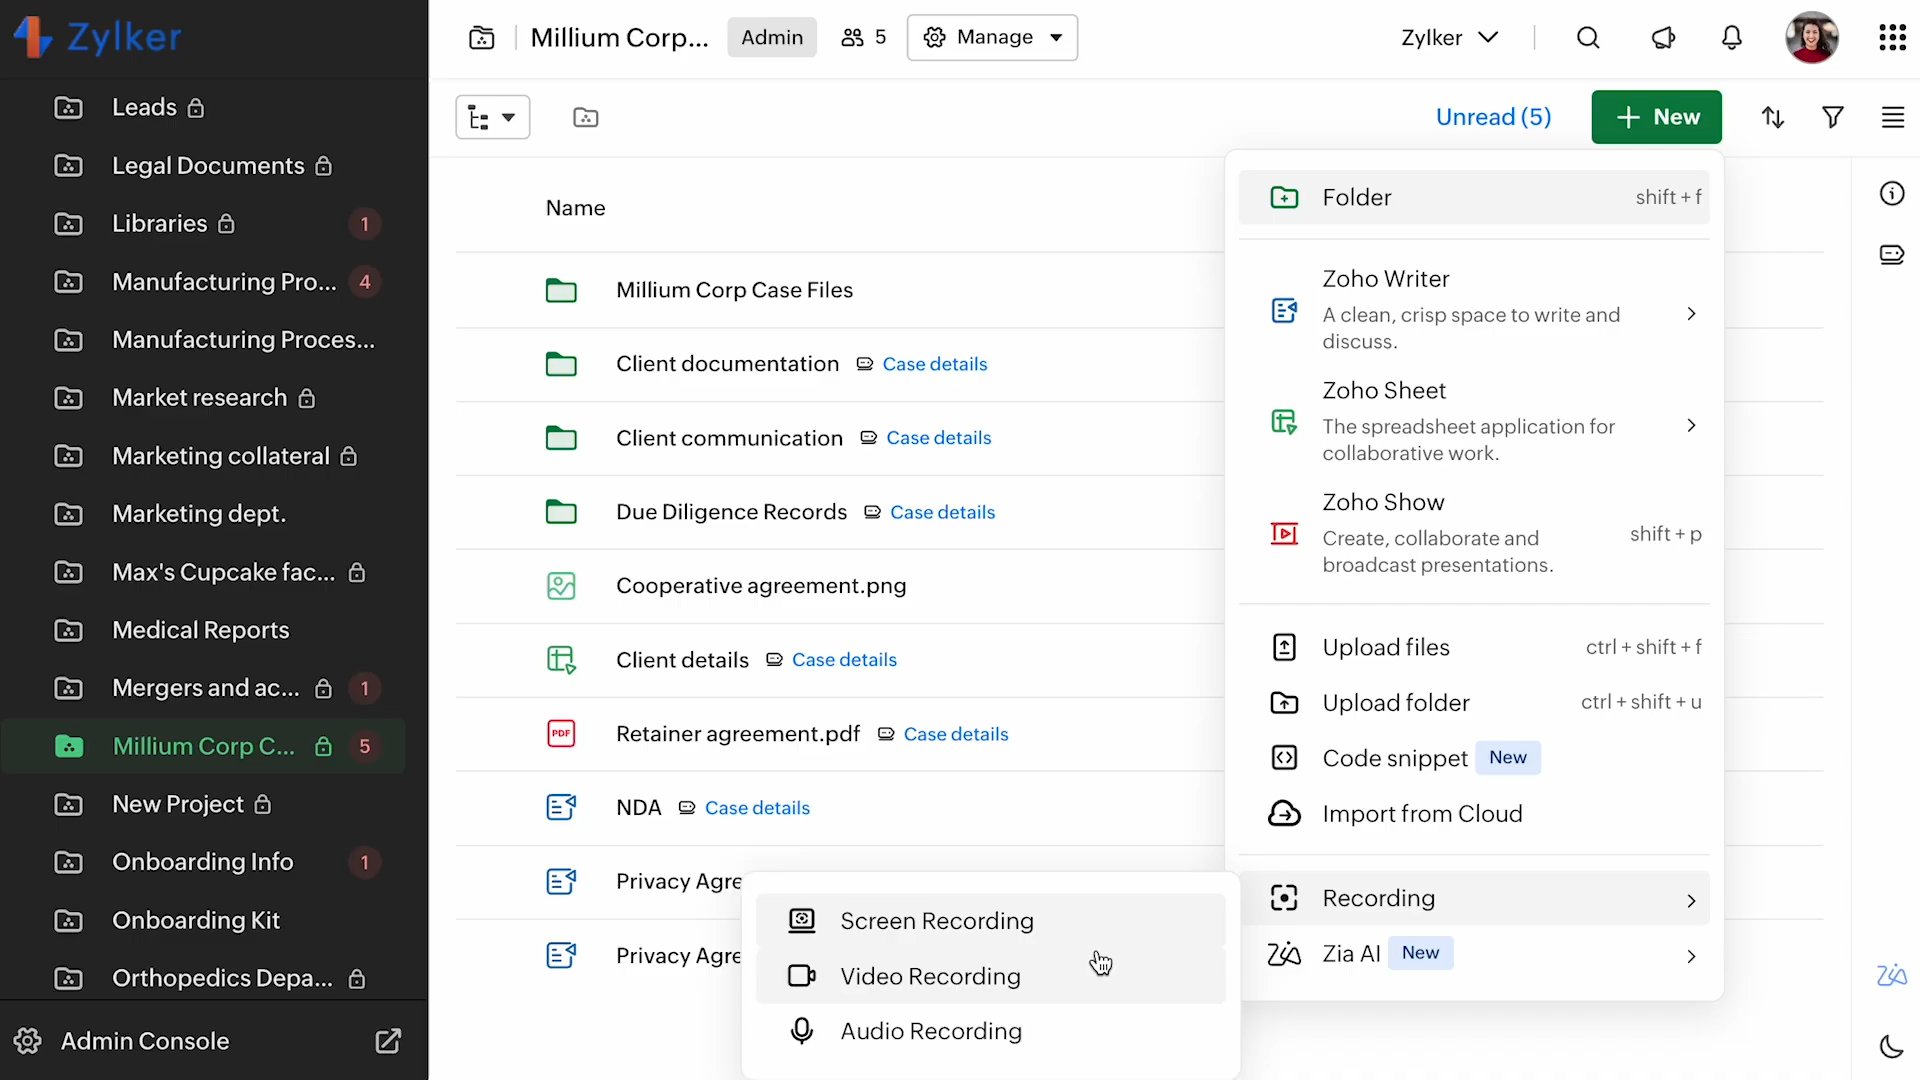 Zylker
Leads
Legal Documents
Libraries 1
Manufacturing Pro... 4
Manufacturing Proces...
Market research
Marketing collateral
Marketing dept.
Max's Cupcake fac...
Medical Reports
Mergers and ac... 1
Millium Corp C... 5
New Project
Onboarding Info 1
Onboarding Kit
Orthopedics Depa...
Admin Console
Millium Corp... Admin 5 Manage
Zylker
Unread (5) New
Name
Millium Corp Case Files
Client documentation Case details
Client communication Case details
Due Diligence Records Case details
Cooperative agreement.png
Client details Case details
PDF Retainer agreement.pdf Case details
NDA Case details
Privacy Agre
Privacy Agre
Folder shift + f
Zoho Writer
A clean, crisp space to write and
discuss.
Zoho Sheet
The spreadsheet application for
collaborative work.
Zoho Show
Create, collaborate and
broadcast presentations.
shift + p
Upload files ctrl + shift + f
Upload folder ctrl + shift + u
Code snippet New
Import from Cloud
Recording
Zia AI New
Screen Recording
Video Recording
Audio Recording